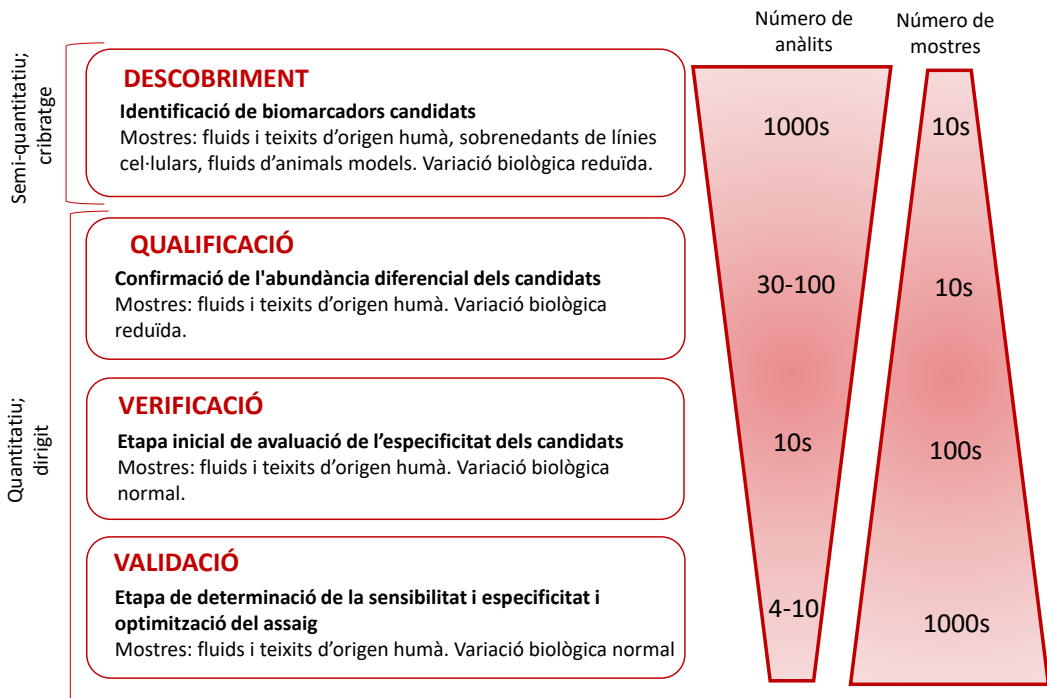 Número de
anàlits
Número de
mostres
Semi-quantitatiu;
cribratge
DESCOBRIMENT
Identificació de biomarcadors candidats
Mostres: fluids i teixits d’origen humà, sobrenedants de línies
cel·lulars, fluids d’animals models. Variació biològica reduïda.
1000s
10s
Quantitatiu;
dirigit
QUALIFICACIÓ
Confirmació de l'abundància diferencial dels candidats
Mostres: fluids i teixits d’origen humà. Variació biològica
reduïda.
30-100
10s
VERIFICACIÓ
Etapa inicial de avaluació de l’especificitat dels candidats
Mostres: fluids i teixits d’origen humà. Variació biològica
normal.
10s
100s
VALIDACIÓ
Etapa de determinació de la sensibilitat i especificitat i
optimització del assaig
Mostres: fluids i teixits d’origen humà. Variació biològica normal
4-10
1000s